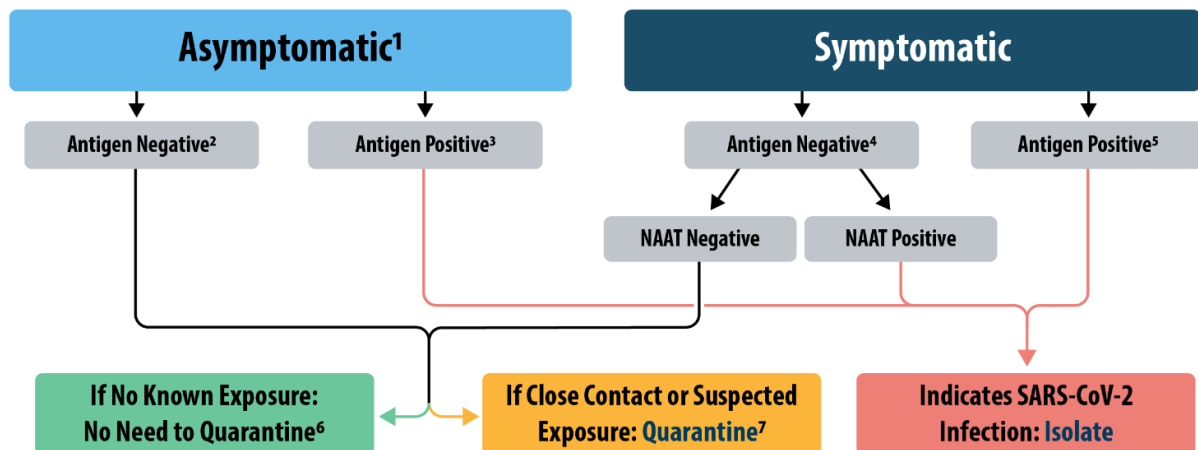 Asymptomatic¹
Symptomatic
Antigen Negative²
Antigen Positive³
Antigen Negative⁴
Antigen Positive⁵
NAAT Negative
NAAT Positive
If No Known Exposure:
No Need to Quarantine⁶
If Close Contact or Suspected
Exposure: Quarantine⁷
Indicates SARS-CoV-2
Infection: Isolate